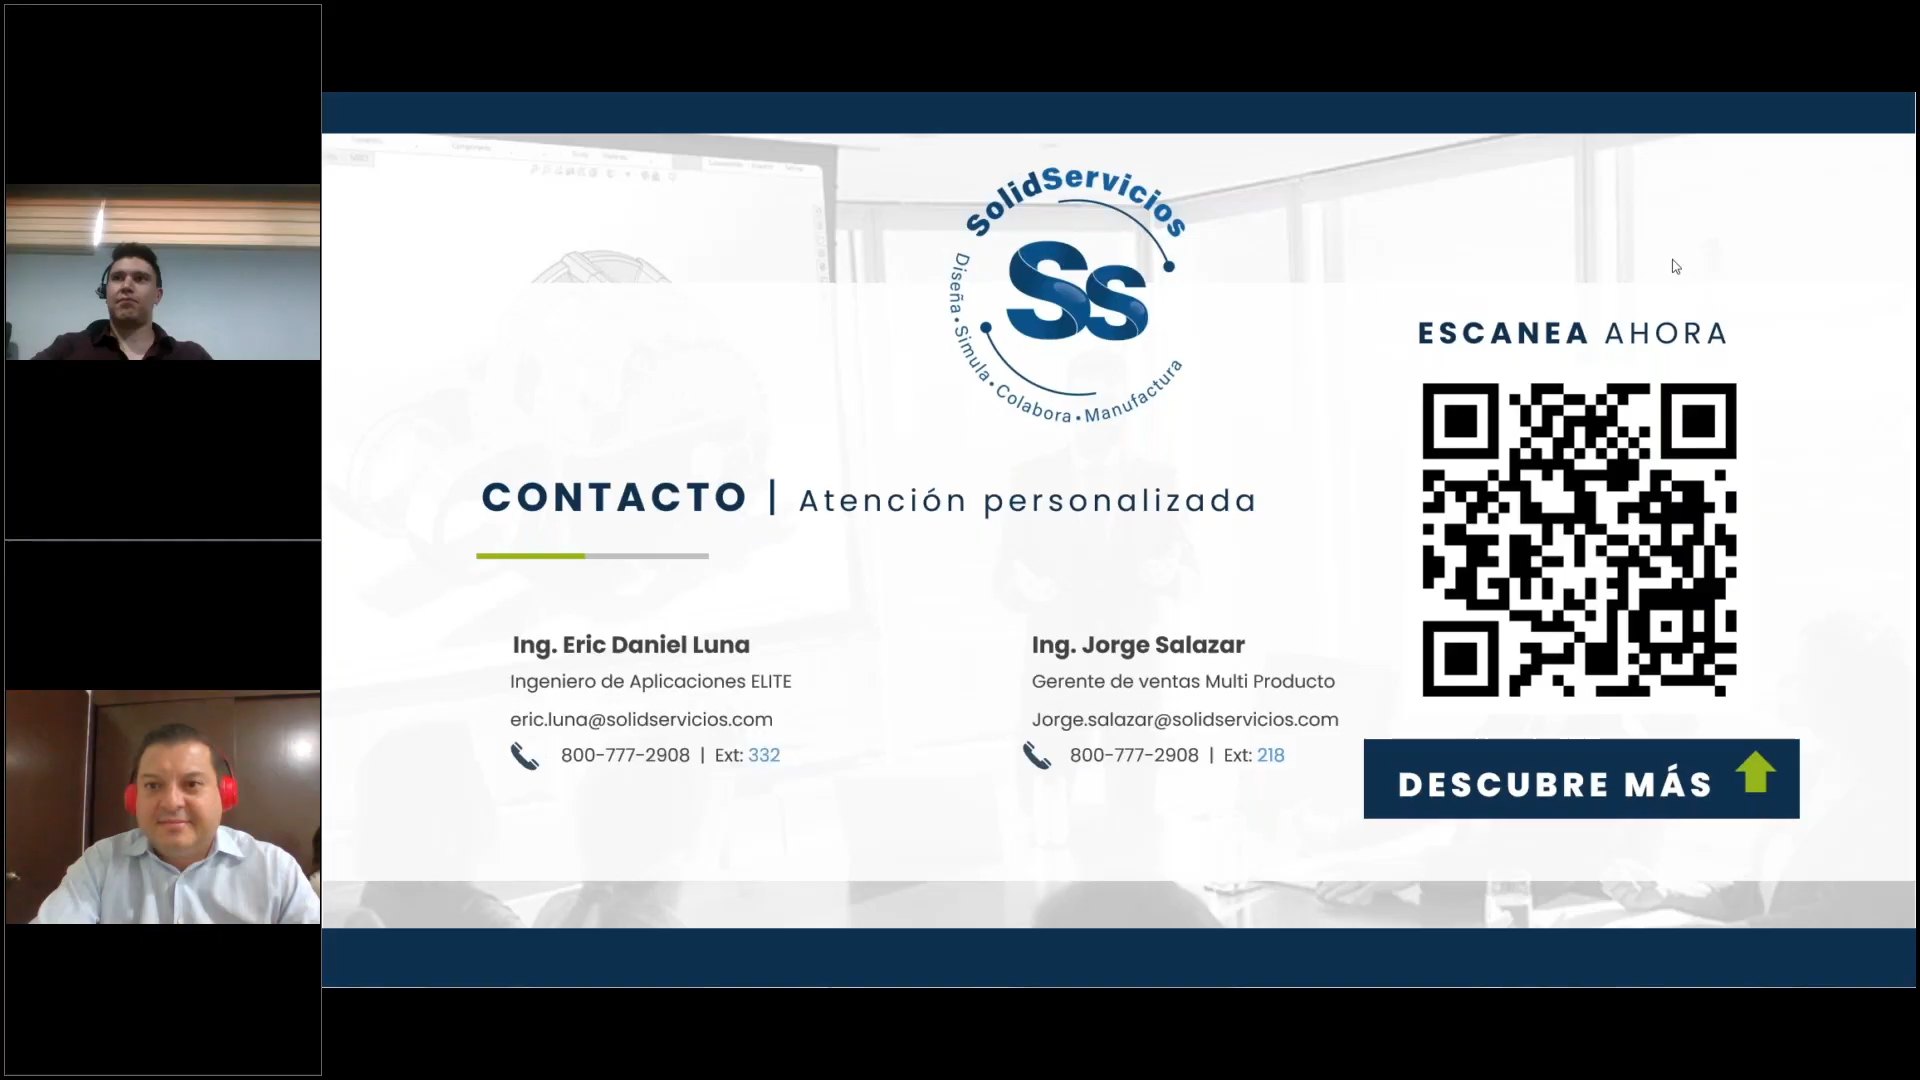 SolidServicios
Ss
Diseña • Simula • Colabora • Manufactura
ESCANEA AHORA
CONTACTO | Atención personalizada
Ing. Eric Daniel Luna
Ingeniero de Aplicaciones ELITE
eric.luna@solidservicios.com
800-777-2908 | Ext: 332
Ing. Jorge Salazar
Gerente de ventas Multi Producto
Jorge.salazar@solidservicios.com
800-777-2908 | Ext: 218
DESCUBRE MÁS